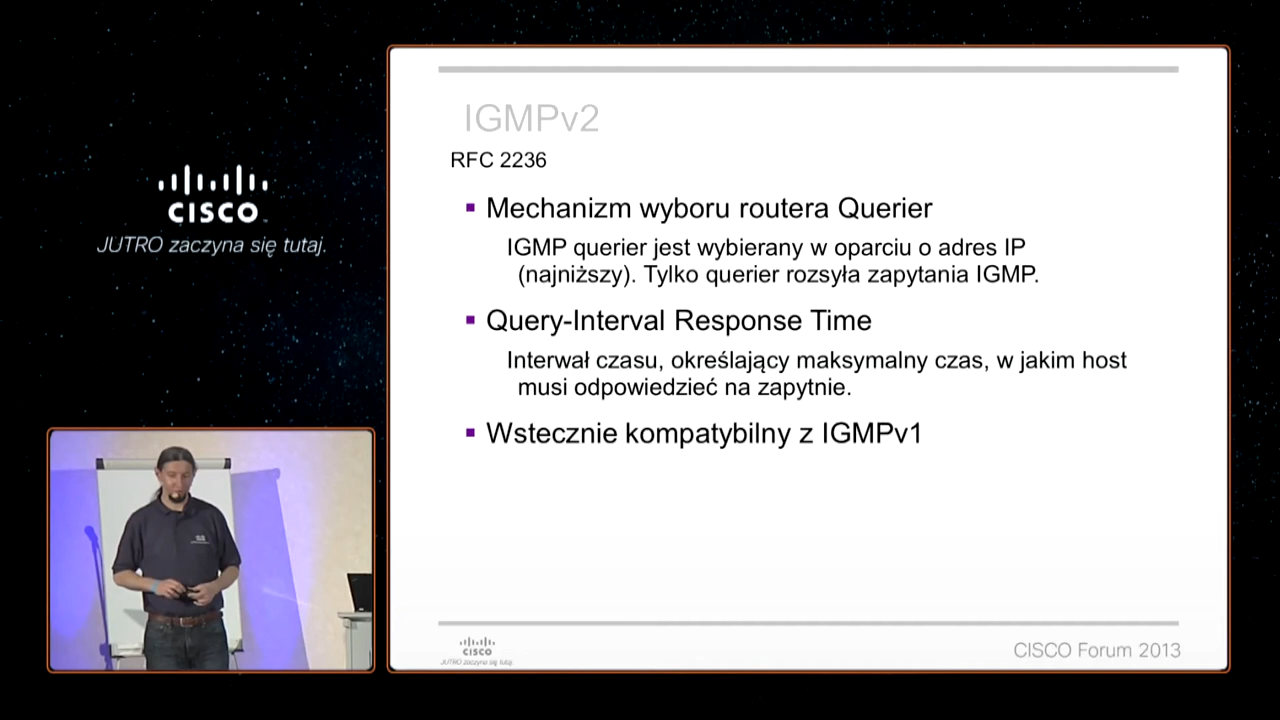 CISCO
JUTRO zaczyna się tutaj.
IGMPv2
RFC 2236
Mechanizm wyboru routera Querier
IGMP querier jest wybierany w oparciu o adres IP
(najniższy). Tylko querier rozsyła zapytania IGMP.
Query-Interval Response Time
Interwał czasu, określający maksymalny czas, w jakim host
musi odpowiedzieć na zapytnie.
Wstecznie kompatybilny z IGMPv1
CISCO
JUTRO zaczyna się tutaj.
CISCO Forum 2013